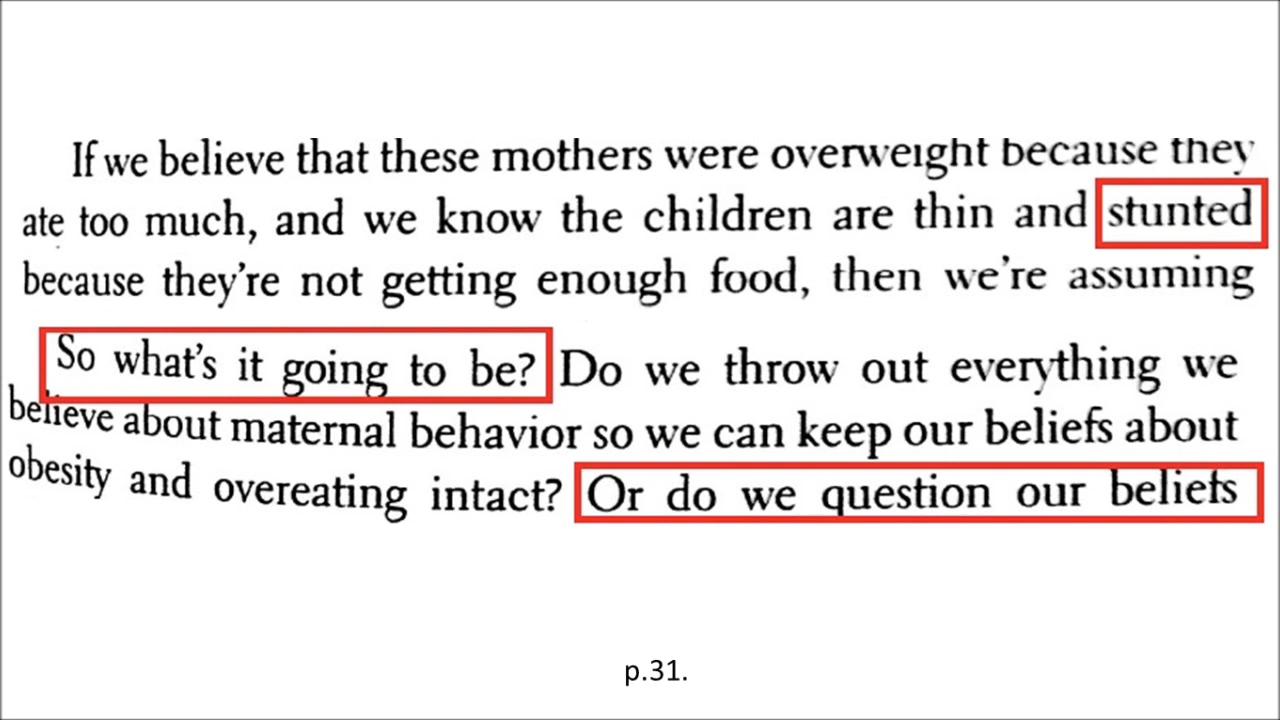 If we believe that these mothers were overweight because they
ate too much, and we know the children are thin and stunted
because they're not getting enough food, then we're assuming
So what's it going to be? Do we throw out everything we
believe about maternal behavior so we can keep our beliefs about
obesity and overeating intact? Or do we question our beliefs
p.31.